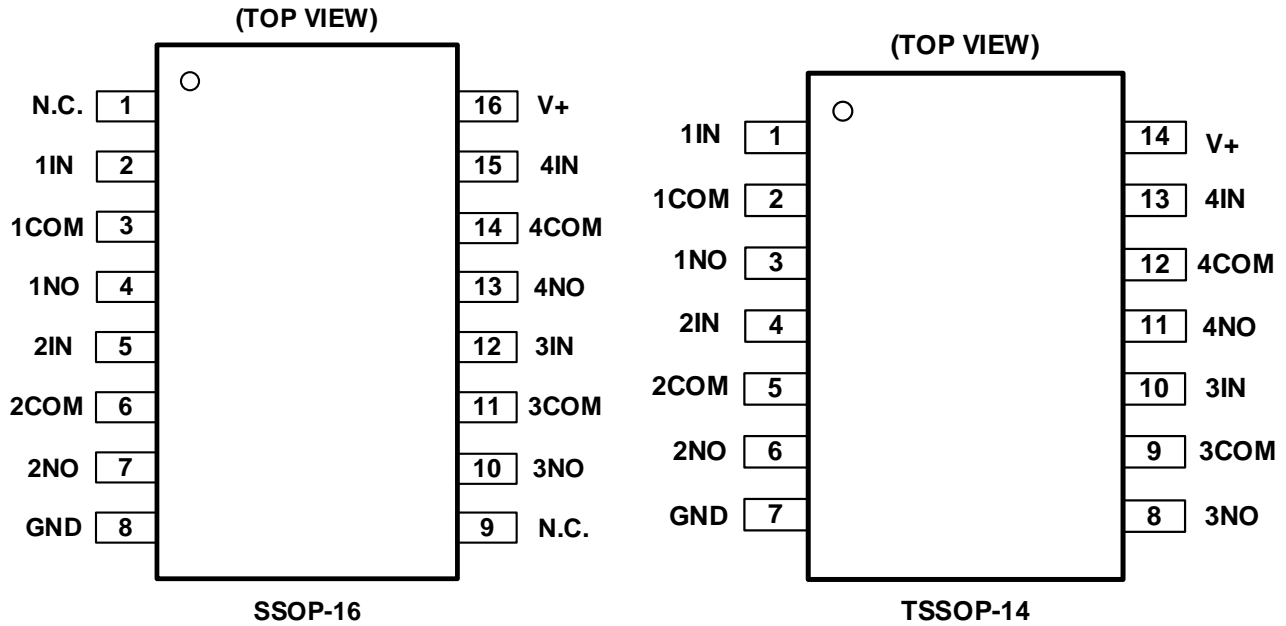 (TOP VIEW)
N.C. 1 16 V+
1IN 2 15 4IN
1COM 3 14 4COM
1NO 4 13 4NO
2IN 5 12 3IN
2COM 6 11 3COM
2NO 7 10 3NO
GND 8 9 N.C.
SSOP-16
(TOP VIEW)
1IN 1 14 V+
1COM 2 13 4IN
1NO 3 12 4COM
2IN 4 11 4NO
2COM 5 10 3IN
2NO 6 9 3COM
GND 7 8 3NO
TSSOP-14